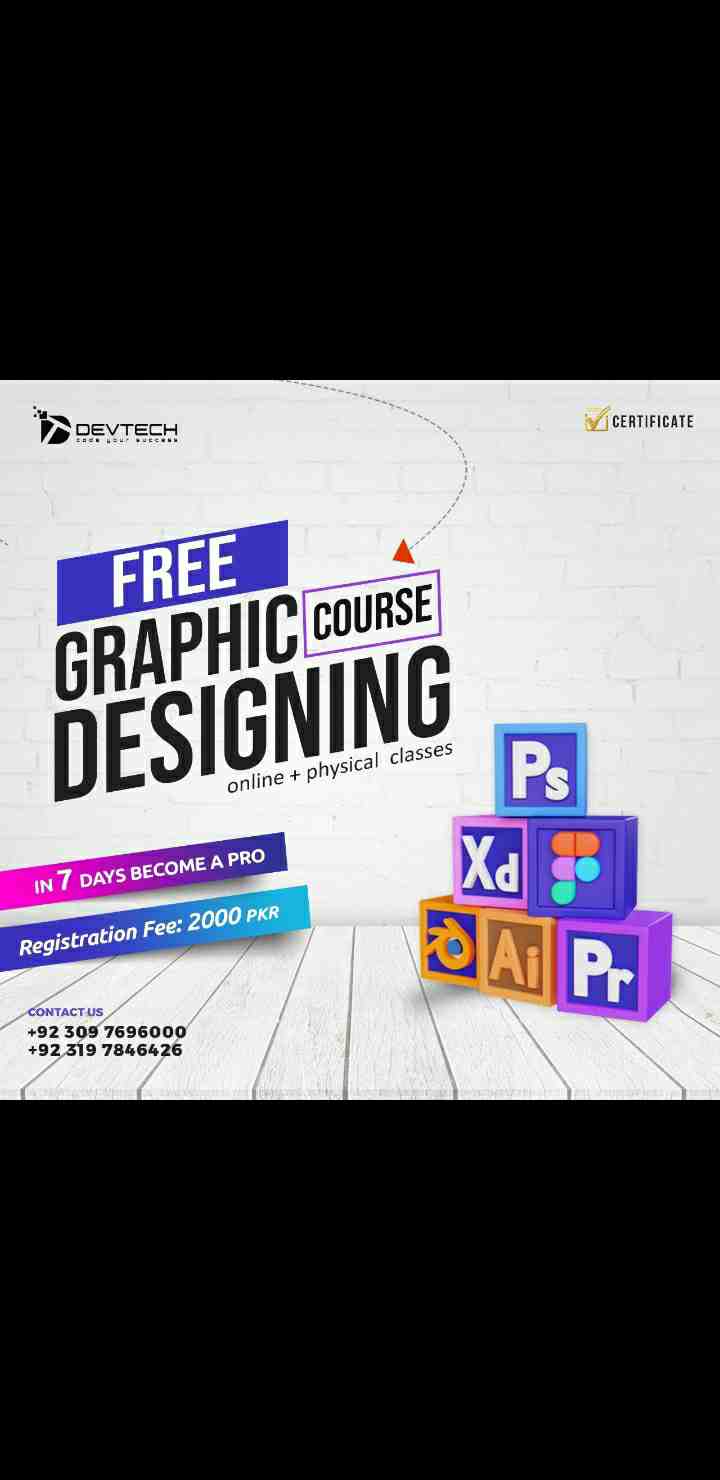 DEVTECH
code your success
CERTIFICATE
FREE
GRAPHIC COURSE
DESIGNING
online + physical classes
IN 7 DAYS BECOME A PRO
Registration Fee: 2000 PKR
CONTACT US
+92 309 7696000
+92 319 7846426
Ps
Xd
Ai
Pr